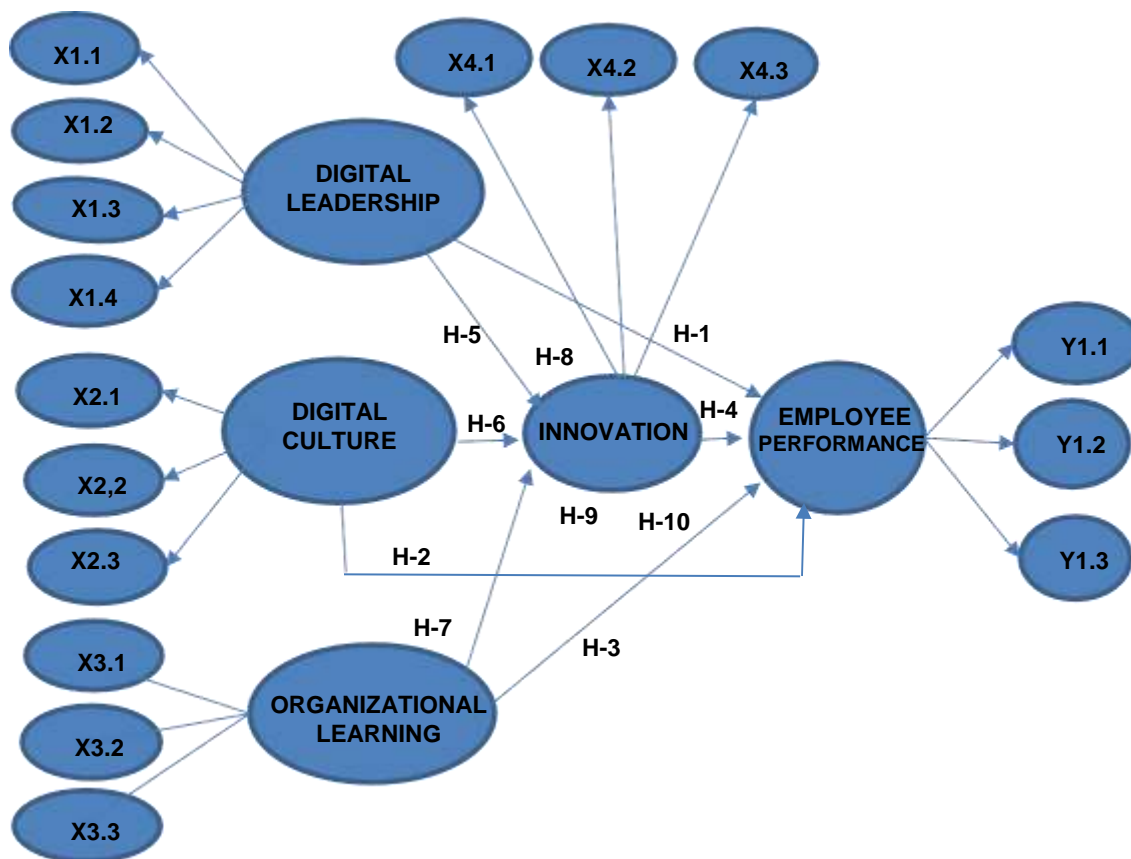 X1.1
X1.2
X1.3
X1.4
X4.1
X4.2
X4.3
DIGITAL
LEADERSHIP
H-5
H-8
H-1
X2.1
X2,2
X2.3
DIGITAL
CULTURE
H-6
INNOVATION
H-4
EMPLOYEE
PERFORMANCE
Y1.1
Y1.2
Y1.3
H-9
H-10
H-2
H-7
H-3
X3.1
X3.2
X3.3
ORGANIZATIONAL
LEARNING